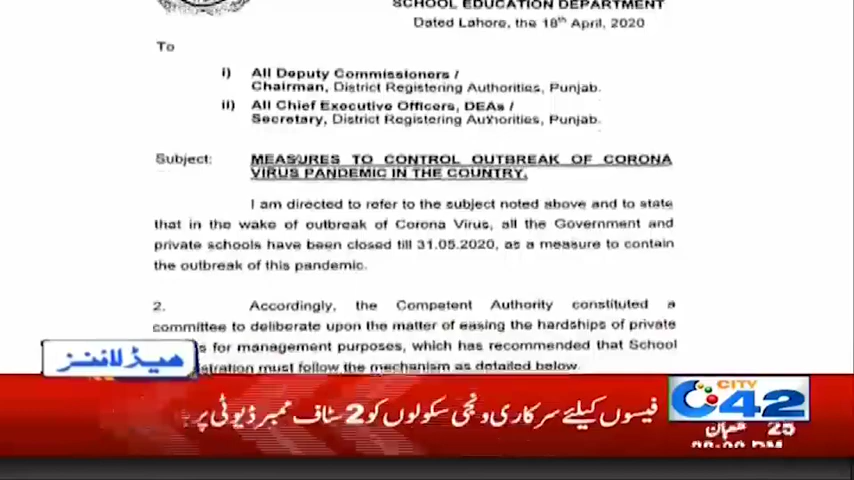 SCHOOL EDUCATION DEPARTMENT
Dated Lahore, the 18th April, 2020
To
i) All Deputy Commissioners /
Chairman, District Registering Authorities, Punjab.
ii) All Chief Executive Officers, DEAs /
Secretary, District Registering Authorities, Punjab.
Subject: MEASURES TO CONTROL OUTBREAK OF CORONA
VIRUS PANDEMIC IN THE COUNTRY.
I am directed to refer to the subject noted above and to state
that in the wake of outbreak of Corona Virus, all the Government and
private schools have been closed till 31.05.2020, as a measure to contain
the outbreak of this pandemic.
2. Accordingly, the Competent Authority constituted a
committee to deliberate upon the matter of easing the hardships of private
for management purposes, which has recommended that School
must follow the mechanism as detailed below.
ہیڈلائنز
فیسوں کیلئے سرکاری ونجی سکولوں کو 2 سٹاف ممبر ڈیوٹی پر
CITY
42
شعبان 25